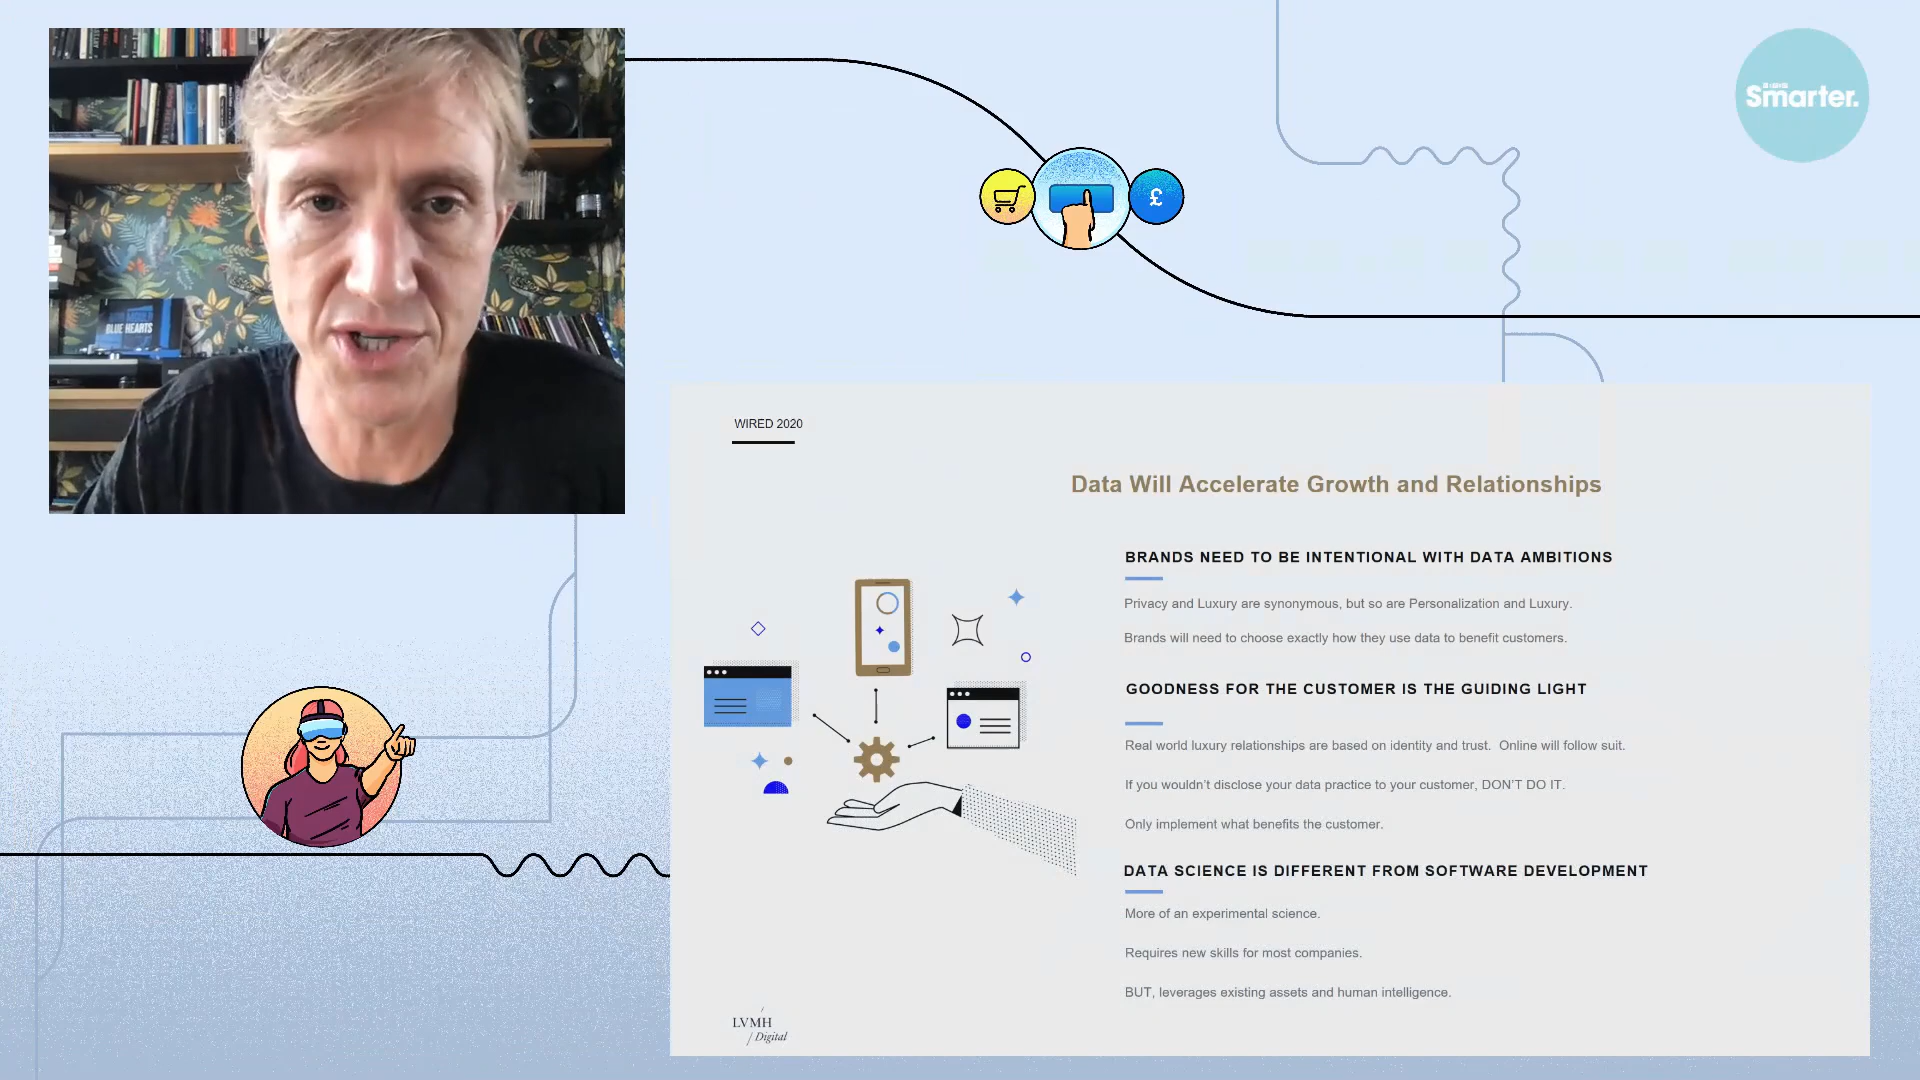 BLUE HEARTS
£
WIRED
Smarter.
WIRED 2020
Data Will Accelerate Growth and Relationships
BRANDS NEED TO BE INTENTIONAL WITH DATA AMBITIONS
Privacy and Luxury are synonymous, but so are Personalization and Luxury.
Brands will need to choose exactly how they use data to benefit customers.
GOODNESS FOR THE CUSTOMER IS THE GUIDING LIGHT
Real world luxury relationships are based on identity and trust.  Online will follow suit.
If you wouldn't disclose your data practice to your customer, DON'T DO IT.
Only implement what benefits the customer.
DATA SCIENCE IS DIFFERENT FROM SOFTWARE DEVELOPMENT
More of an experimental science.
Requires new skills for most companies.
BUT, leverages existing assets and human intelligence.
LVMH
/ Digital